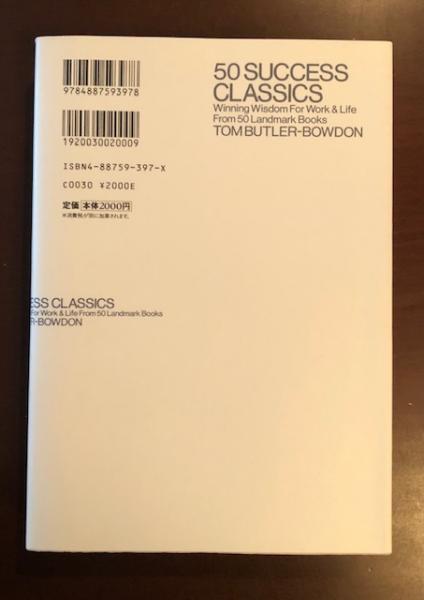 9784887593978
1920030020009
ISBN4-88759-397-X
C0030 ¥2000E
定価 本体2000円
※消費税が別に加算されます。
50 SUCCESS
CLASSICS
Winning Wisdom For Work & Life
From 50 Landmark Books
TOM BUTLER-BOWDON
ESS CLASSICS
For Work & Life From 50 Landmark Books
R-BOWDON